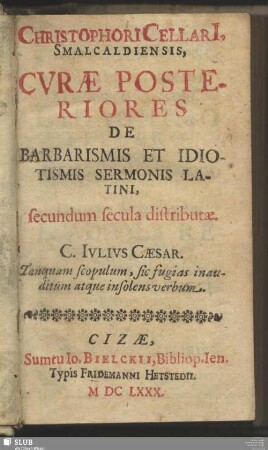 CHRISTOPHORI CELLARI,
SMALCALDIENSIS,
CVRÆ POSTE-
RIORES
DE
BARBARISMIS ET IDIO-
TISMIS SERMONIS LA-
TINI,
secundum secula distributæ.
C. IVLIVS CÆSAR.
Tanquam scopulum, sic fugias inau-
ditum atque insolens verbum.
CIZÆ,
Sumtu Io. BIELCKII, Bibliop. Ien.
Typis FRIDEMANNI HETSTEDII.
M DC LXXX.
SLUB